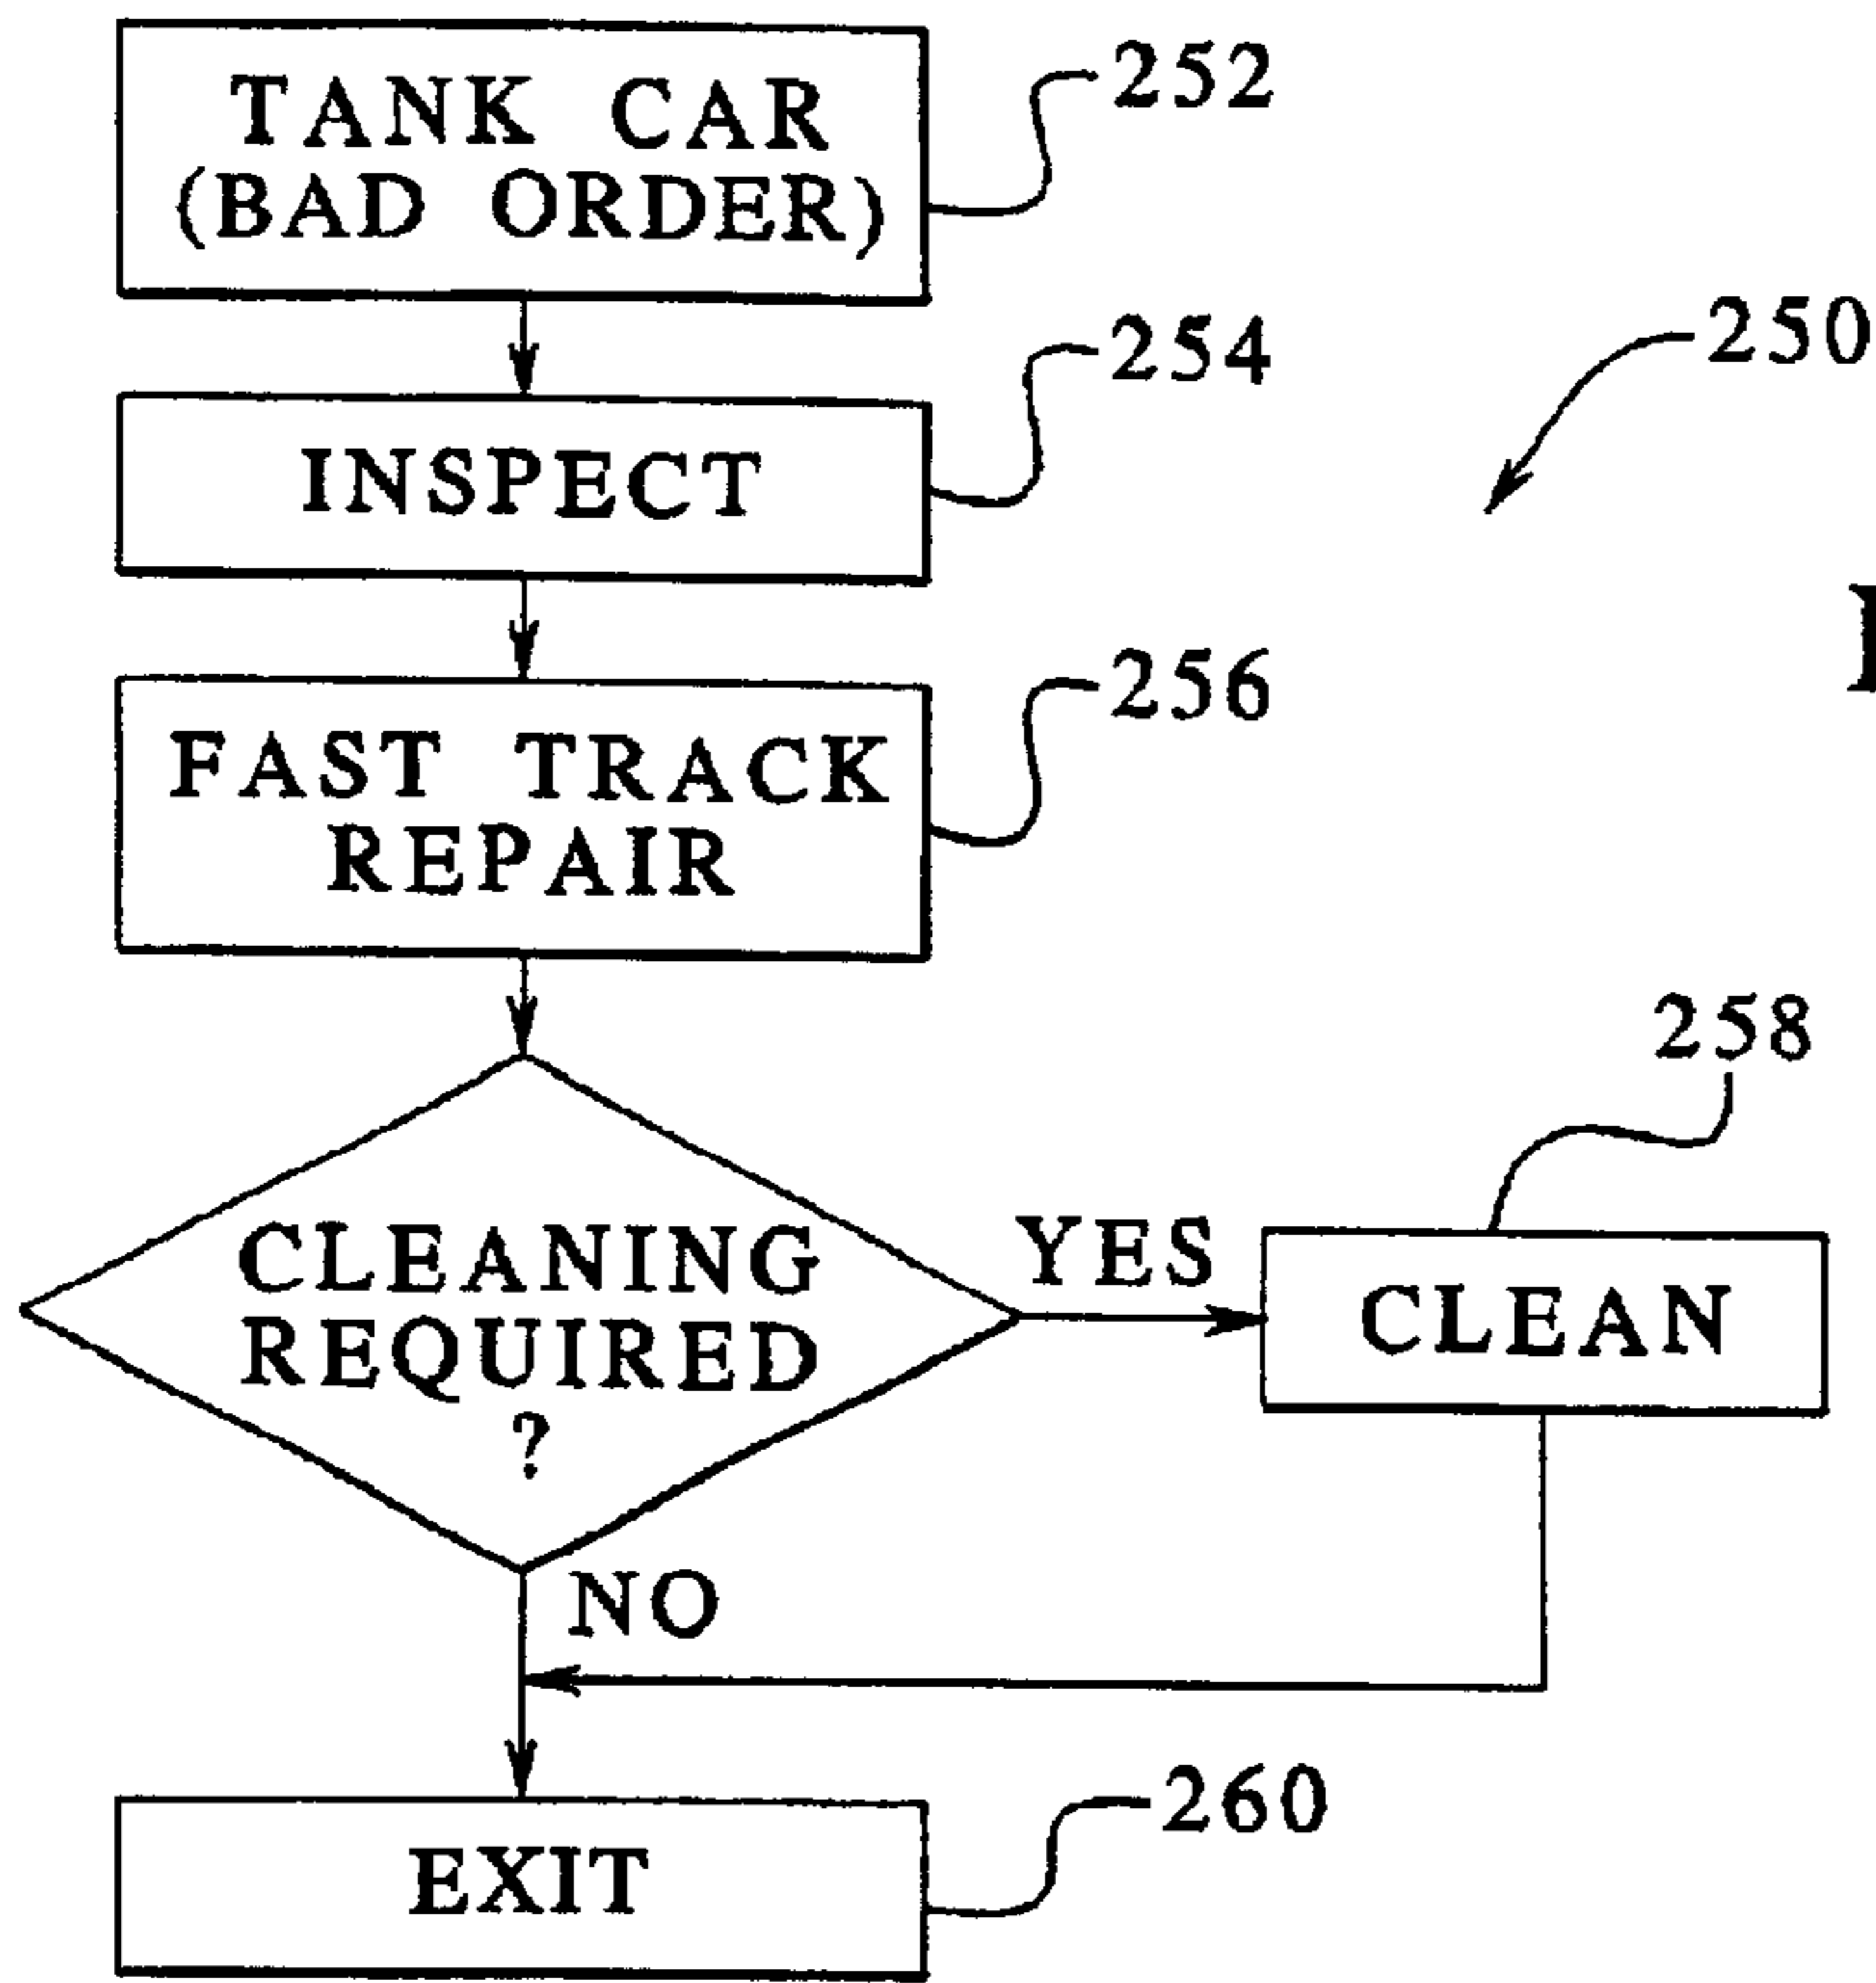 TANK CAR
(BAD ORDER)
252
INSPECT
254
250
FAST TRACK
REPAIR
256
258
CLEANING
REQUIRED
?
YES
CLEAN
NO
EXIT
260